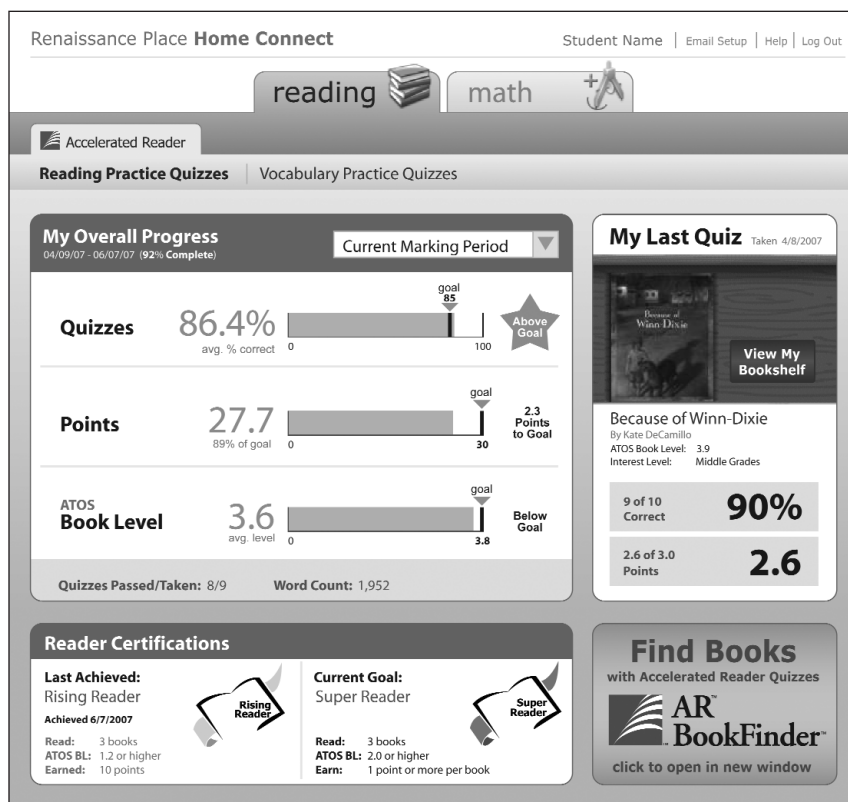 Renaissance Place Home Connect
Student Name | Email Setup | Help | Log Out
reading
math
Accelerated Reader
Reading Practice Quizzes | Vocabulary Practice Quizzes
My Overall Progress
04/09/07 - 06/07/07 (92% Complete)
Current Marking Period
Quizzes
86.4%
avg. % correct
goal
85
0
100
Above
Goal
Points
27.7
89% of goal
goal
0
30
2.3
Points
to Goal
ATOS
Book Level
3.6
avg. level
goal
0
3.8
Below
Goal
Quizzes Passed/Taken: 8/9
Word Count: 1,952
My Last Quiz Taken 4/8/2007
Because of
Winn-Dixie
View My
Bookshelf
Because of Winn-Dixie
By Kate DeCamillo
ATOS Book Level: 3.9
Interest Level: Middle Grades
9 of 10
Correct
90%
2.6 of 3.0
Points
2.6
Reader Certifications
Last Achieved:
Rising Reader
Achieved 6/7/2007
Read: 3 books
ATOS BL: 1.2 or higher
Earned: 10 points
Rising
Reader
Current Goal:
Super Reader
Read: 3 books
ATOS BL: 2.0 or higher
Earn: 1 point or more per book
Super
Reader
Find Books
with Accelerated Reader Quizzes
AR™
BookFinder™
click to open in new window